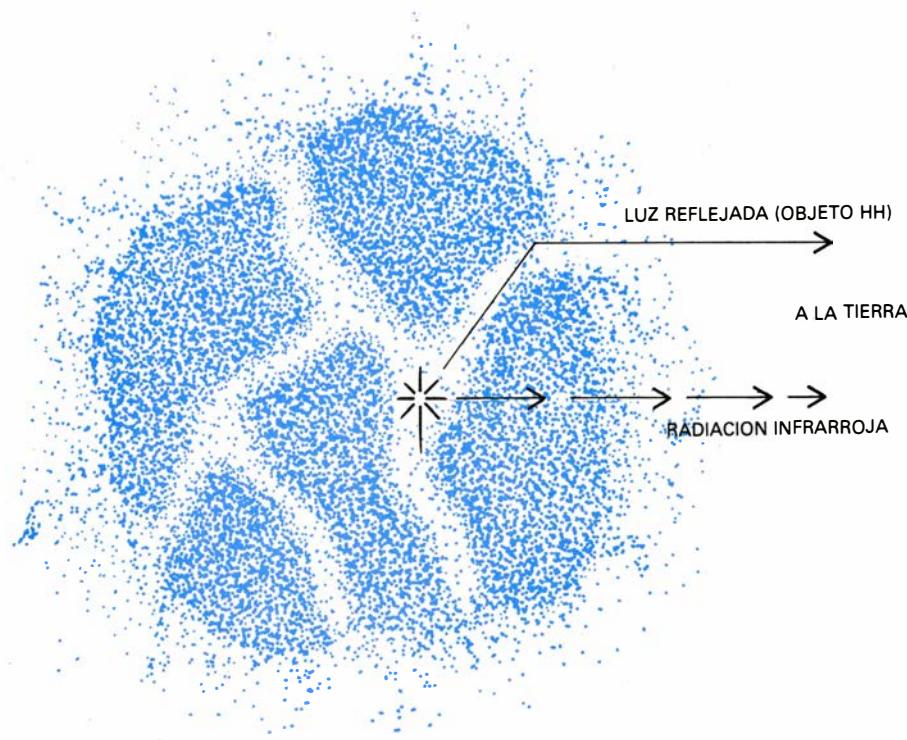 LUZ REFLEJADA (OBJETO HH)
A LA TIERRA
RADIACION INFRARROJA